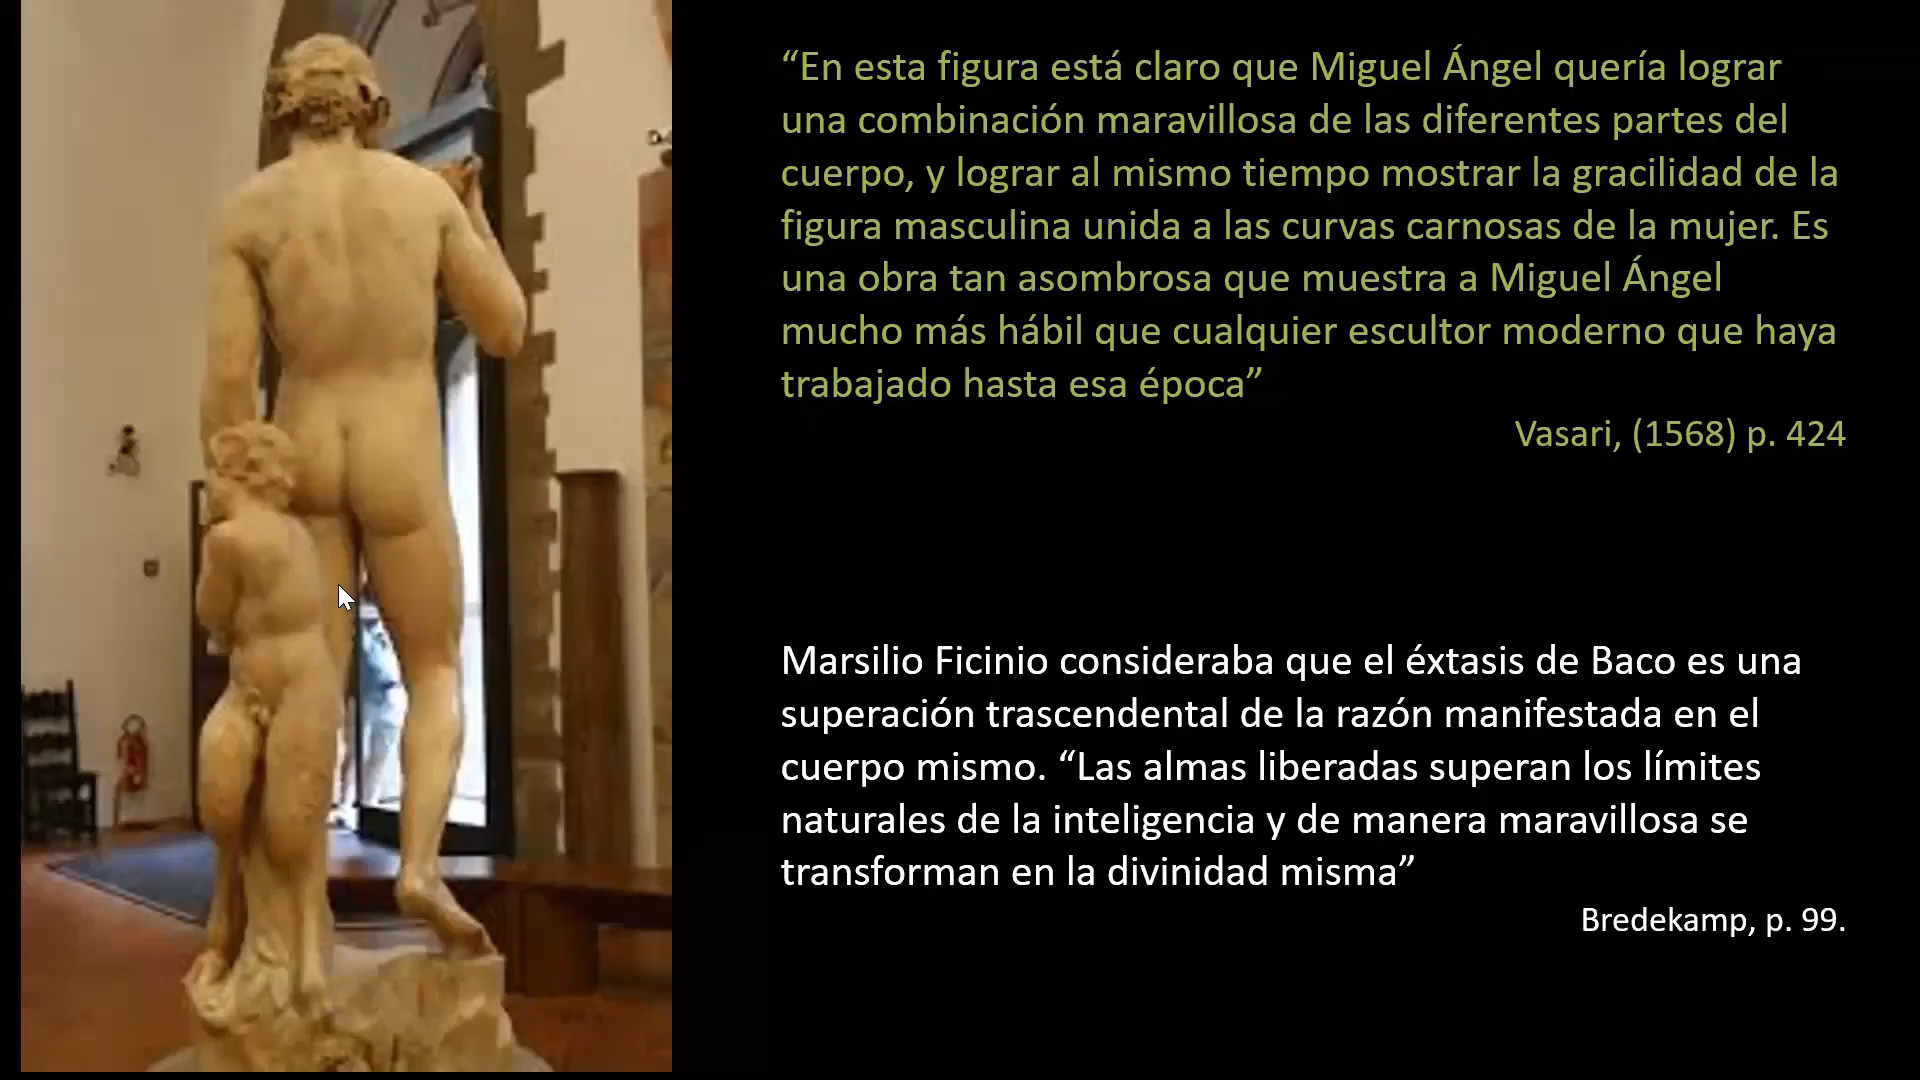 “En esta figura está claro que Miguel Ángel quería lograr
una combinación maravillosa de las diferentes partes del
cuerpo, y lograr al mismo tiempo mostrar la gracilidad de la
figura masculina unida a las curvas carnosas de la mujer. Es
una obra tan asombrosa que muestra a Miguel Ángel
mucho más hábil que cualquier escultor moderno que haya
trabajado hasta esa época”
Vasari, (1568) p. 424
Marsilio Ficinio consideraba que el éxtasis de Baco es una
superación trascendental de la razón manifestada en el
cuerpo mismo. “Las almas liberadas superan los límites
naturales de la inteligencia y de manera maravillosa se
transforman en la divinidad misma”
Bredekamp, p. 99.